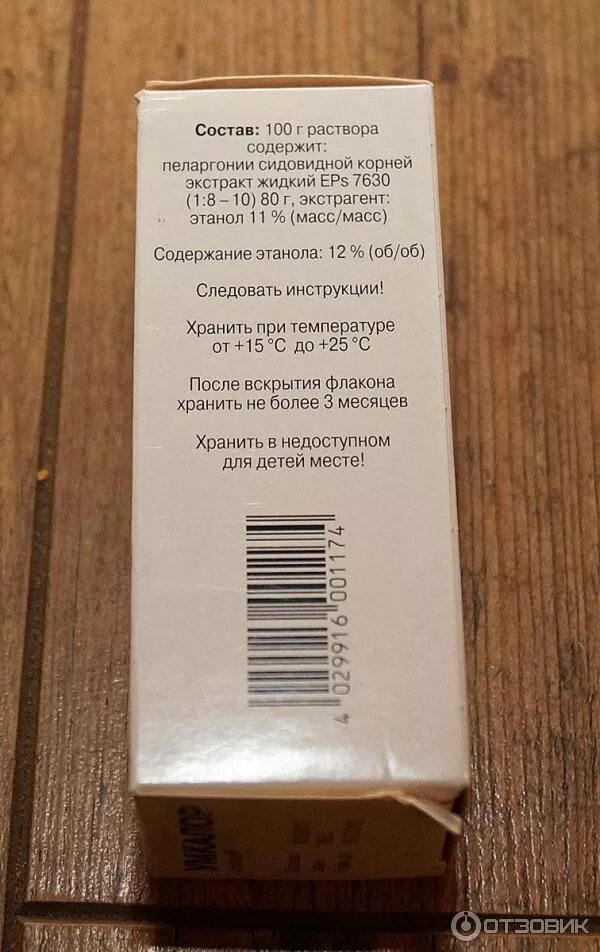 Состав: 100 г раствора
содержит:
пеларгонии сидовидной корней
экстракт жидкий EPs 7630
(1:8 – 10) 80 г, экстрагент:
этанол 11 % (масс/масс)
Содержание этанола: 12 % (об/об)
Следовать инструкции!
Хранить при температуре
от +15 °C до +25 °C
После вскрытия флакона
хранить не более 3 месяцев
Хранить в недоступном
для детей месте!
4 029916 001174
УМКАЛОР
ОТЗОВИК